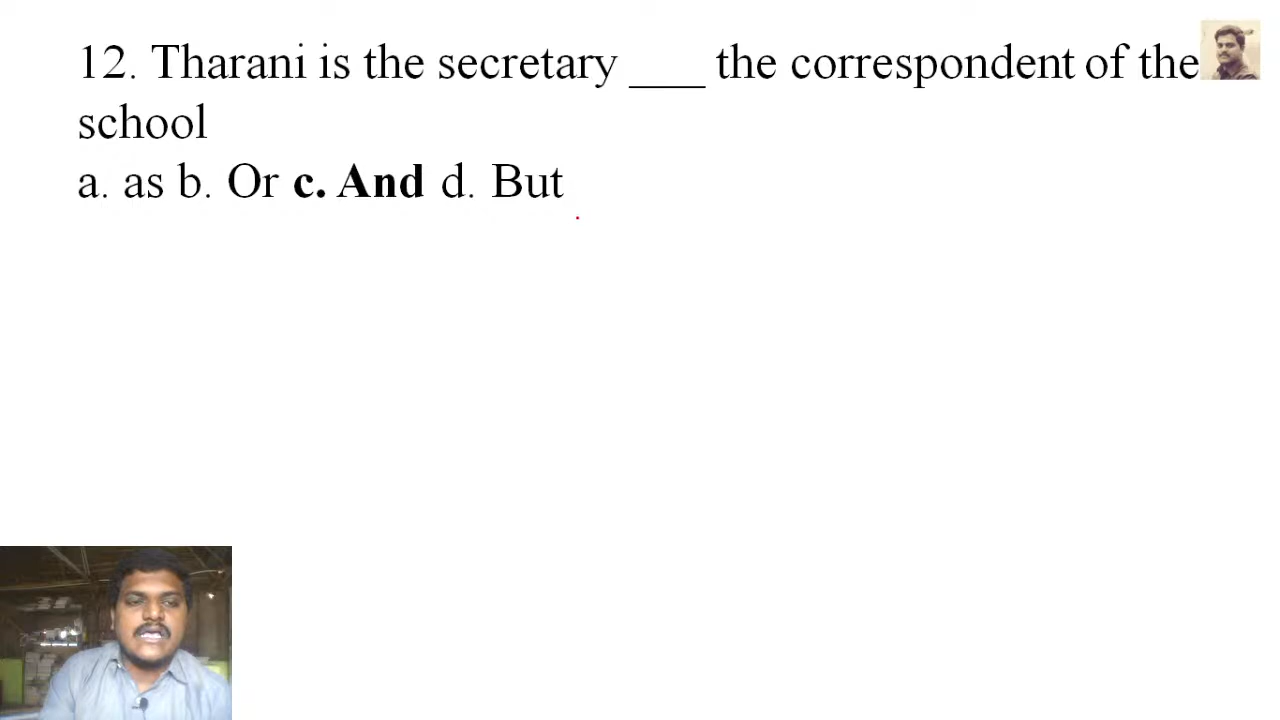 12. Tharani is the secretary ___ the correspondent of the
school
a. as b. Or c. And d. But